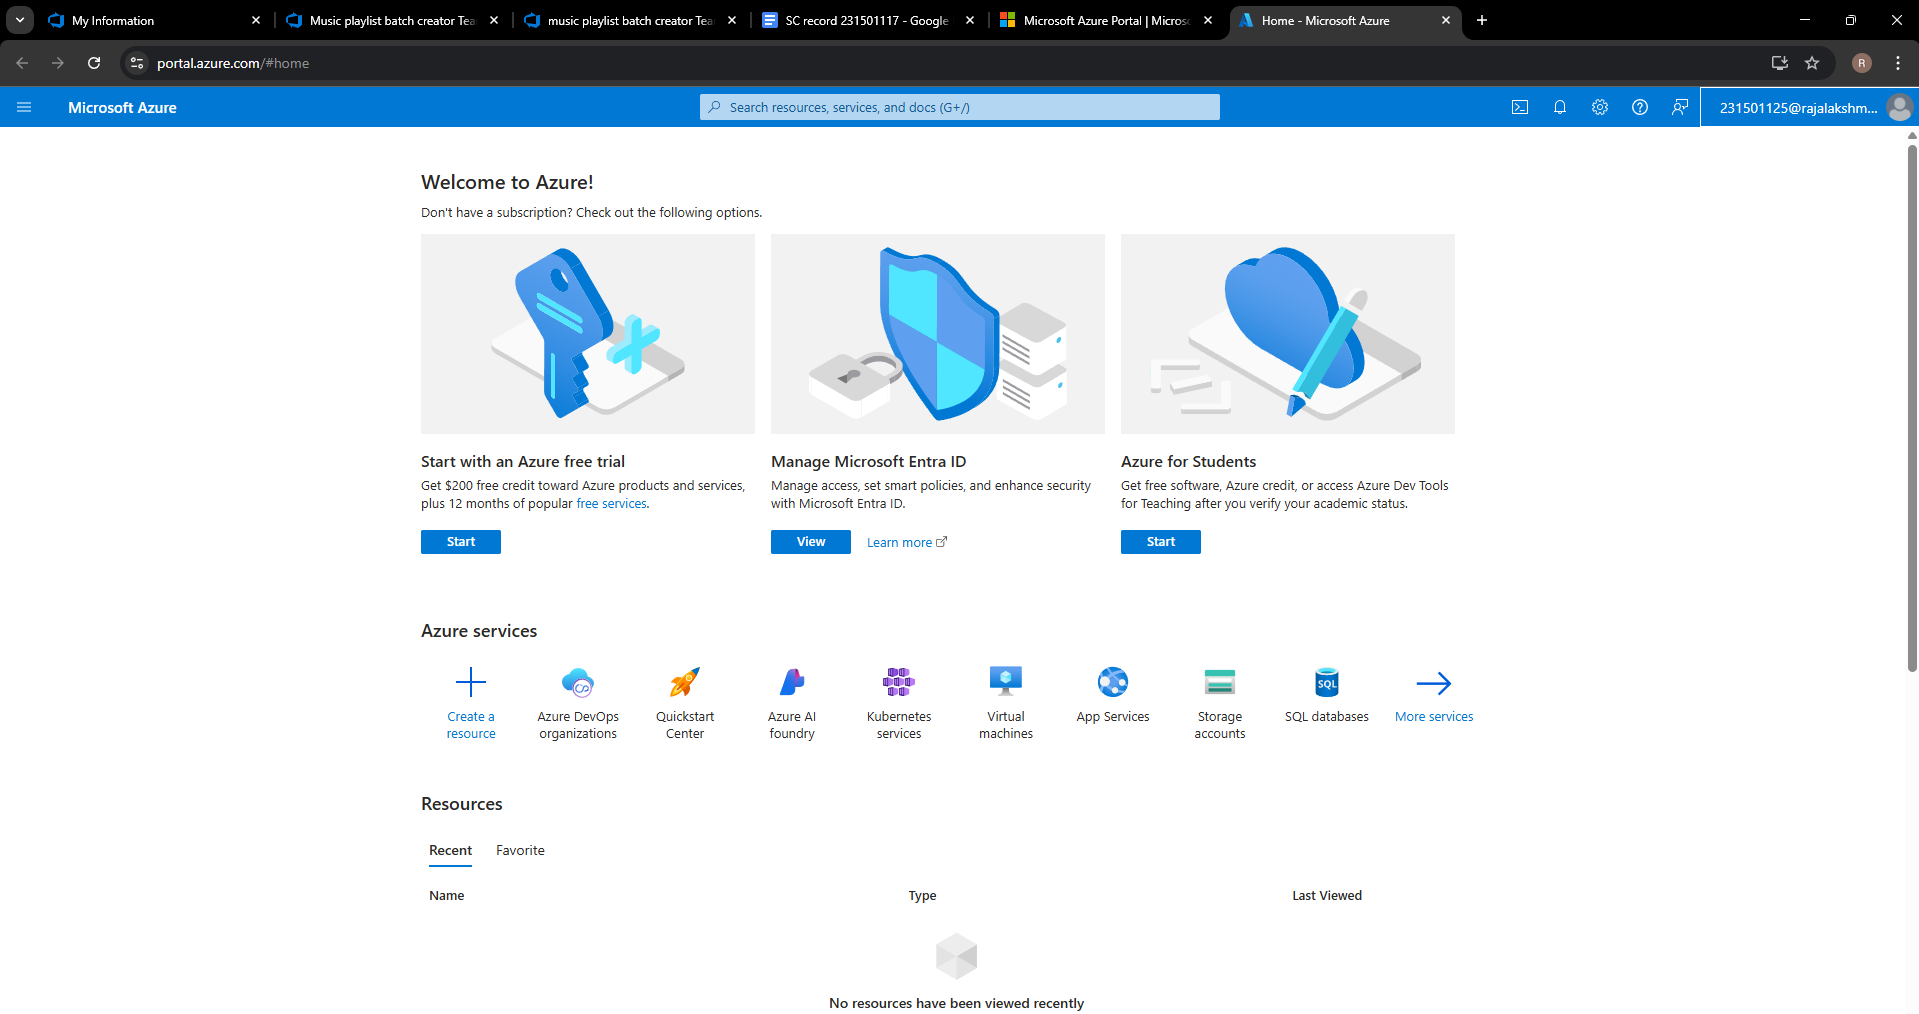 My Information
Music playlist batch creator Tea
music playlist batch creator Tea
SC record 231501117 - Google
Microsoft Azure Portal | Micros
Home - Microsoft Azure
portal.azure.com/#home
R
Microsoft Azure
Search resources, services, and docs (G+/)
231501125@rajalakshm...
Welcome to Azure!
Don't have a subscription? Check out the following options.
Start with an Azure free trial
Get $200 free credit toward Azure products and services,
plus 12 months of popular free services.
Start
Manage Microsoft Entra ID
Manage access, set smart policies, and enhance security
with Microsoft Entra ID.
View
Learn more
Azure for Students
Get free software, Azure credit, or access Azure Dev Tools
for Teaching after you verify your academic status.
Start
Azure services
Create a
resource
Azure DevOps
organizations
Quickstart
Center
Azure AI
foundry
Kubernetes
services
Virtual
machines
App Services
Storage
accounts
SQL
SQL databases
More services
Resources
Recent
Favorite
Name
Type
Last Viewed
No resources have been viewed recently